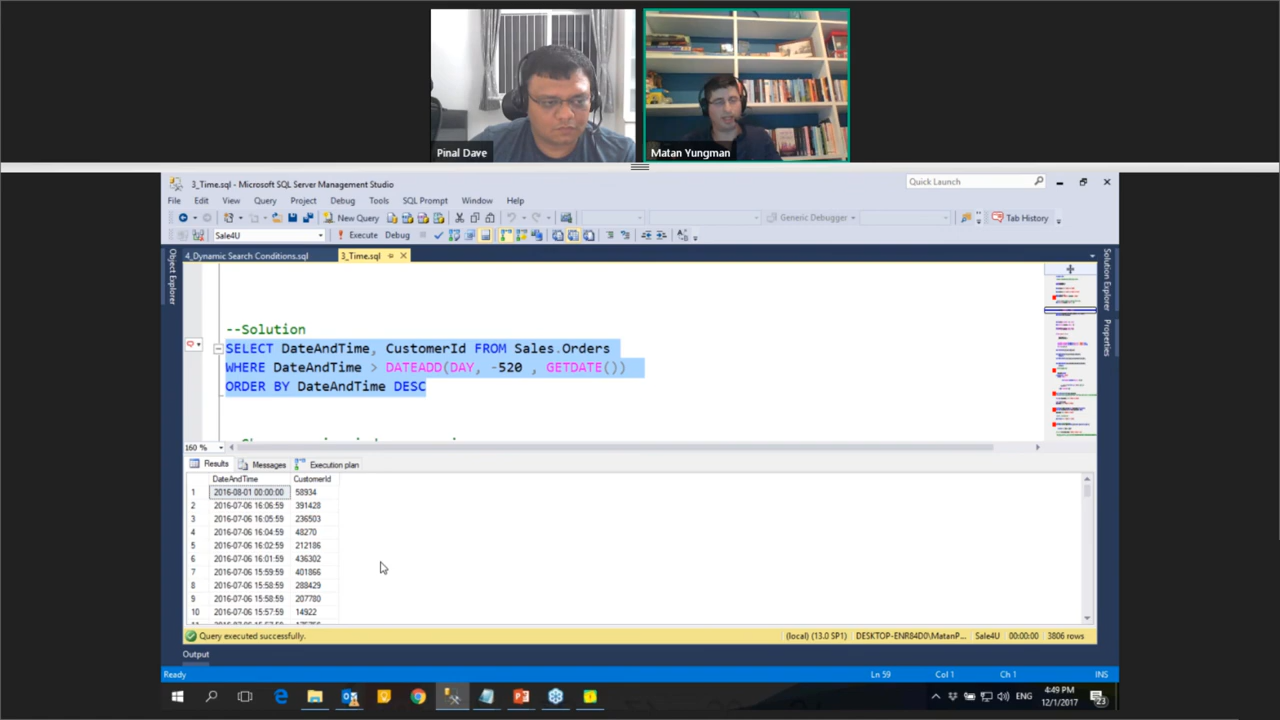 Pinal Dave
Matan Yungman
3_Time.sql - Microsoft SQL Server Management Studio
Quick Launch
File Edit View Query Project Debug Tools SQL Prompt Window Help
New Query
Generic Debugger
Tab History
Sale4U
Execute Debug
4_Dynamic Search Conditions.sql
3_Time.sql
Object Explorer
Solution Explorer
Properties
--Solution
SELECT DateAndTime, CustomerId FROM Sales.Orders
WHERE DateAndTime > DATEADD(DAY, -520 , GETDATE())
ORDER BY DateAndTime DESC
160 %
Results Messages Execution plan
DateAndTime CustomerId
1 2016-08-01 00:00:00 58934
2 2016-07-06 16:06:59 391428
3 2016-07-06 16:05:59 236503
4 2016-07-06 16:04:59 48270
5 2016-07-06 16:02:59 212186
6 2016-07-06 16:01:59 436302
7 2016-07-06 15:59:59 401866
8 2016-07-06 15:58:59 288429
9 2016-07-06 15:58:59 207780
10 2016-07-06 15:57:59 14922
Query executed successfully.
(local) (13.0 SP1) DESKTOP-ENR84D0\MatanP... Sale4U 00:00:00 3806 rows
Output
Ready
Ln 59 Col 1 Ch 1 INS
ENG
4:49 PM
12/1/2017
23